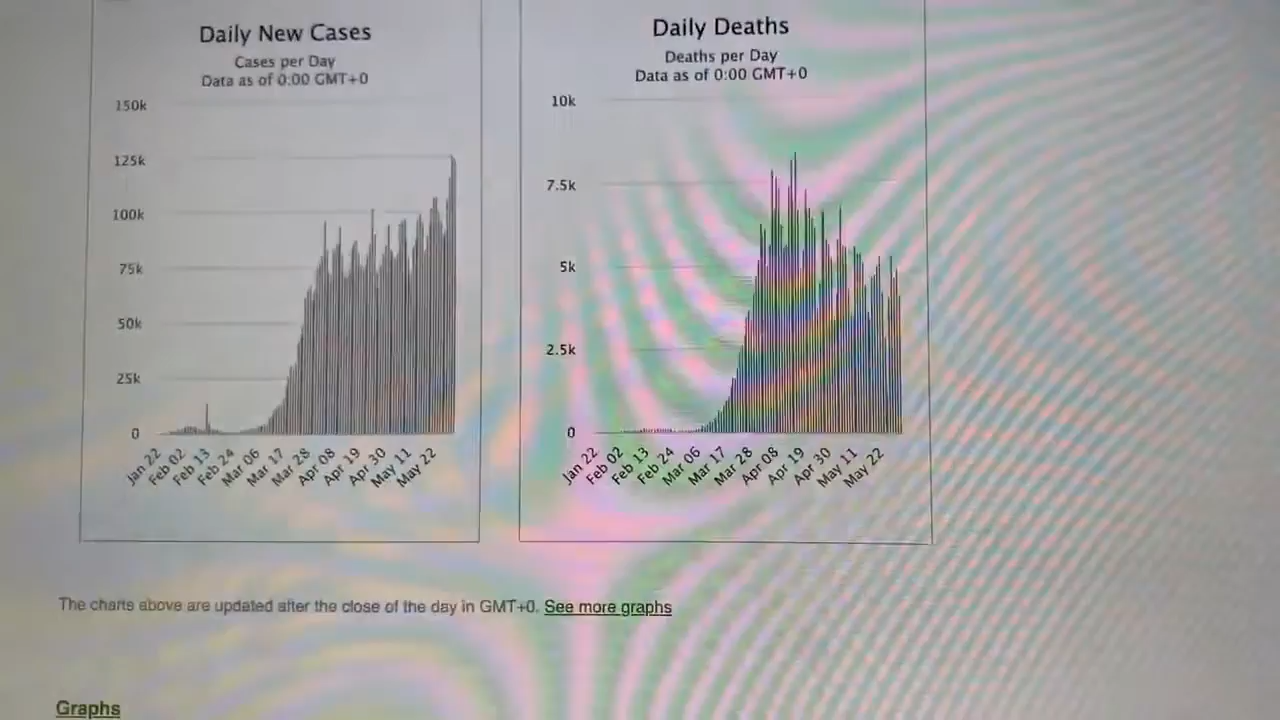 Daily New Cases
Cases per Day
Data as of 0:00 GMT+0
150k
125k
100k
75k
50k
25k
0
Jan 22
Feb 02
Feb 13
Feb 24
Mar 06
Mar 17
Mar 28
Apr 08
Apr 19
Apr 30
May 11
May 22
Daily Deaths
Deaths per Day
Data as of 0:00 GMT+0
10k
7.5k
5k
2.5k
0
Jan 22
Feb 02
Feb 13
Feb 24
Mar 06
Mar 17
Mar 28
Apr 08
Apr 19
Apr 30
May 11
May 22
The charts above are updated after the close of the day in GMT+0. See more graphs
Graphs